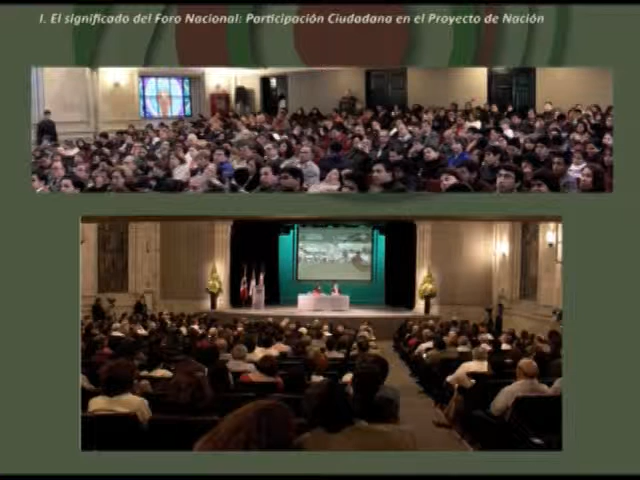 I. El significado del Foro Nacional: Participación Ciudadana en el Proyecto de Nación